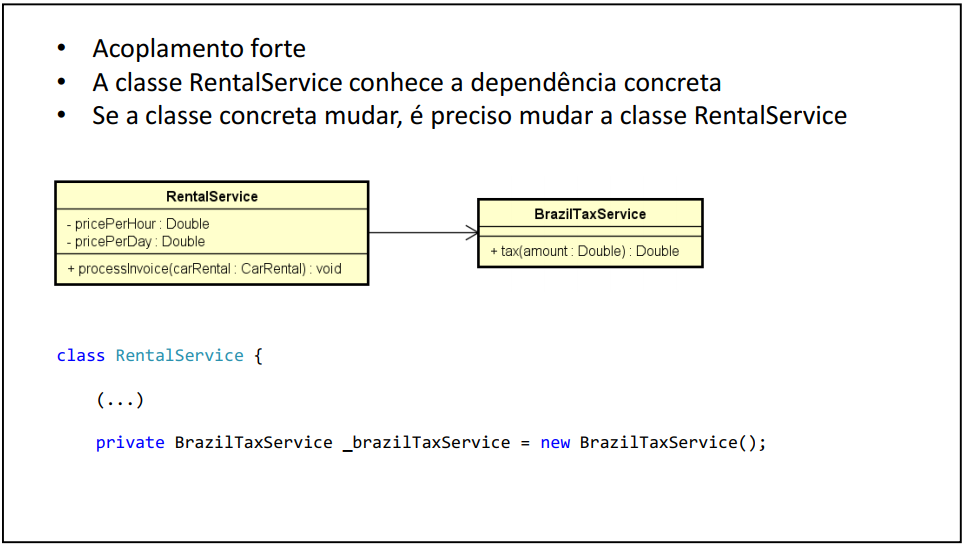 • Acoplamento forte
• A classe RentalService conhece a dependência concreta
• Se a classe concreta mudar, é preciso mudar a classe RentalService
RentalService
- pricePerHour : Double
- pricePerDay : Double
+ processInvoice(carRental : CarRental) : void
BrazilTaxService
+ tax(amount : Double) : Double
class RentalService {
(...)
private BrazilTaxService _brazilTaxService = new BrazilTaxService();